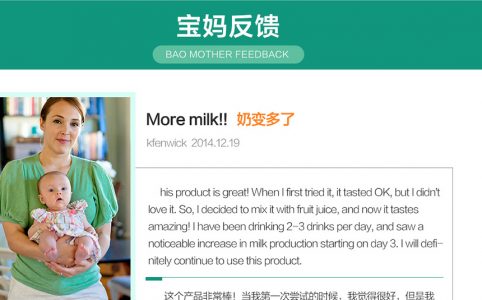 宝妈反馈
BAO MOTHER FEEDBACK
More milk!! 奶变多了
kfenwick 2014.12.19
his product is great! When I first tried it, it tasted OK, but I didn't
love it. So, I decided to mix it with fruit juice, and now it tastes
amazing! I have been drinking 2-3 drinks per day, and saw a
noticeable increase in milk production starting on day 3. I will defi-
nitely continue to use this product.
这个产品非常棒！当我第一次尝试的时候，我觉得很好，但是我